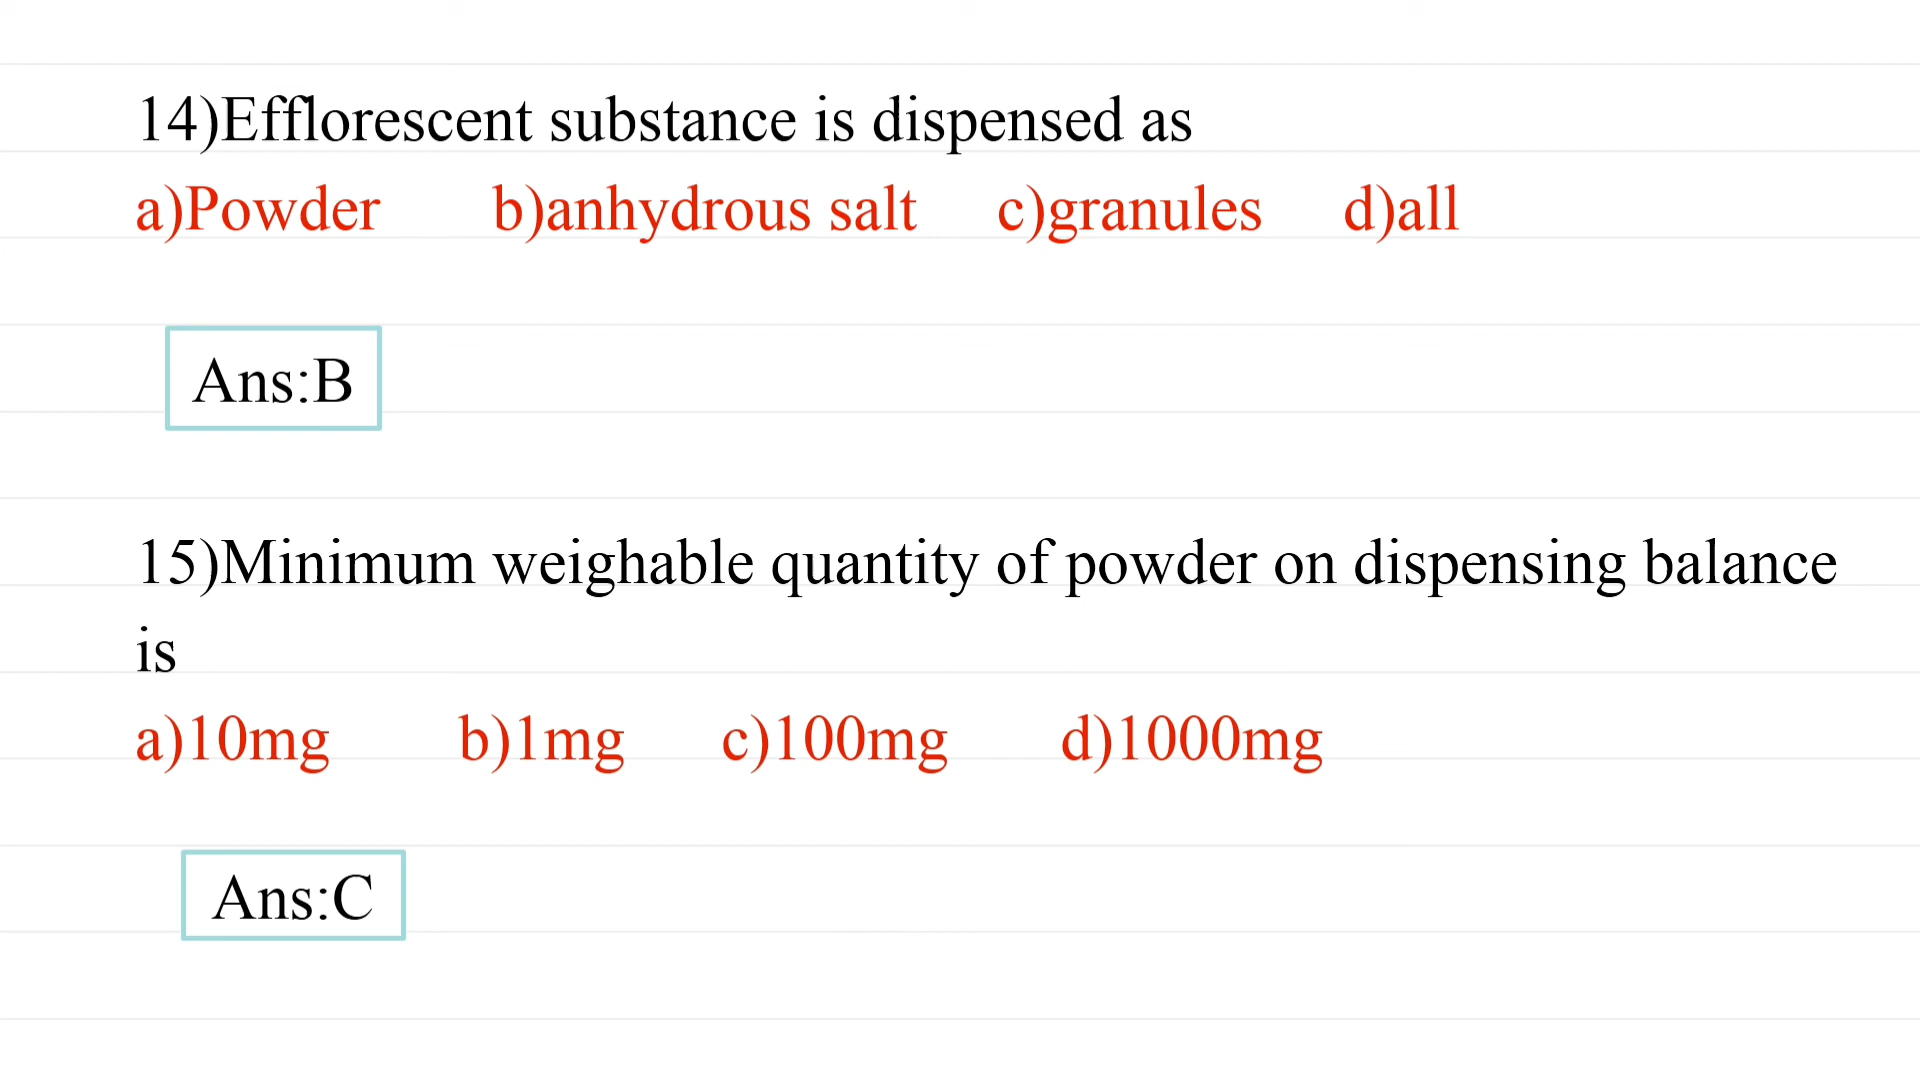 14)Efflorescent substance is dispensed as
a)Powder b)anhydrous salt c)granules d)all
Ans:B
15)Minimum weighable quantity of powder on dispensing balance
is
a)10mg b)1mg c)100mg d)1000mg
Ans:C